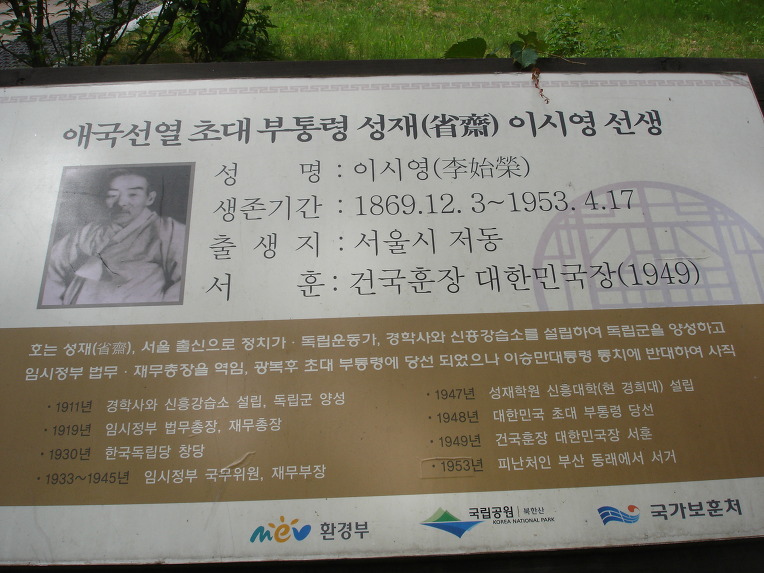 애국선열 초대 부통령 성재(省齋) 이시영 선생
성 명 : 이시영(李始榮)
생존기간 : 1869.12. 3~1953. 4.17
출 생 지 : 서울시 저동
서 훈 : 건국훈장 대한민국장(1949)
호는 성재(省齋), 서울 출신으로 정치가 · 독립운동가, 경학사와 신흥강습소를 설립하여 독립군을 양성하고
임시정부 법무 · 재무총장을 역임, 광복후 초대 부통령에 당선 되었으나 이승만대통령 통치에 반대하여 사직
· 1911년 경학사와 신흥강습소 설립, 독립군 양성
· 1919년 임시정부 법무총장, 재무총장
· 1930년 한국독립당 창당
· 1933~1945년 임시정부 국무위원, 재무부장
· 1947년 성재학원 신흥대학(현 경희대) 설립
· 1948년 대한민국 초대 부통령 당선
· 1949년 건국훈장 대한민국장 서훈
· 1953년 피난처인 부산 동래에서 서거
mev 환경부
국립공원 | 북한산
KOREA NATIONAL PARK
국가보훈처